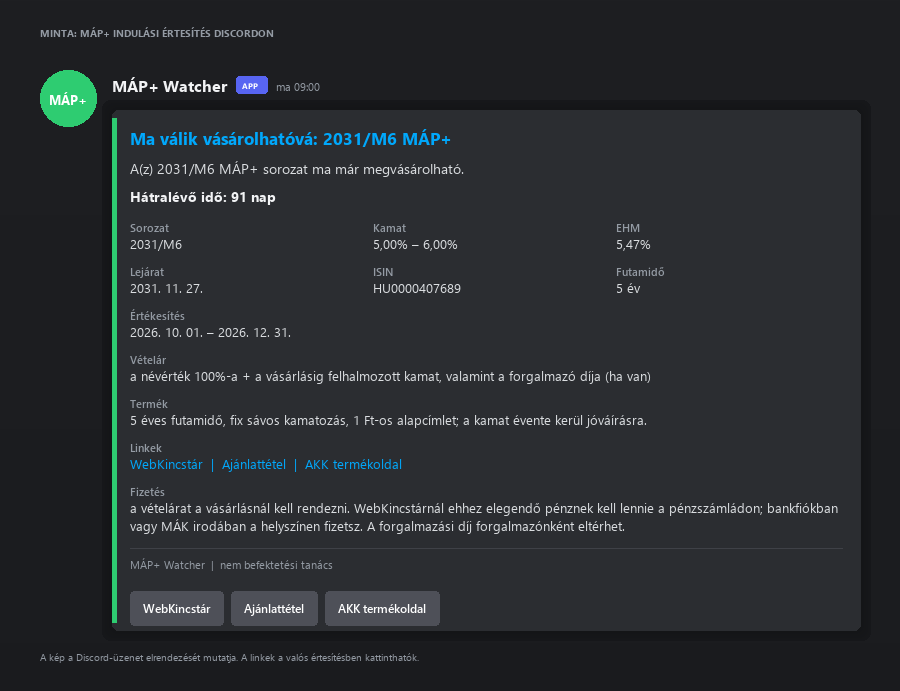 MINTA: MÁP+ INDULÁSI ÉRTESÍTÉS DISCORDON
MÁP+
MÁP+ Watcher APP ma 09:00
Ma válik vásárolhatóvá: 2031/M6 MÁP+
A(z) 2031/M6 MÁP+ sorozat ma már megvásárolható.
Hátralévő idő: 91 nap
Sorozat Kamat EHM
2031/M6 5,00% – 6,00% 5,47%
Lejárat ISIN Futamidő
2031. 11. 27. HU0000407689 5 év
Értékesítés
2026. 10. 01. – 2026. 12. 31.
Vételár
a névérték 100%-a + a vásárlásig felhalmozott kamat, valamint a forgalmazó díja (ha van)
Termék
5 éves futamidő, fix sávos kamatozás, 1 Ft-os alapcímlet; a kamat évente kerül jóváírásra.
Linkek
WebKincstár | Ajánlattétel | AKK termékoldal
Fizetés
a vételárat a vásárlásnál kell rendezni. WebKincstárnál ehhez elegendő pénznek kell lennie a pénzszámládon; bankfiókban
vagy MÁK irodában a helyszínen fizetsz. A forgalmazási díj forgalmazónként eltérhet.
MÁP+ Watcher | nem befektetési tanács
WebKincstár Ajánlattétel AKK termékoldal
A kép a Discord-üzenet elrendezését mutatja. A linkek a valós értesítésben kattinthatók.